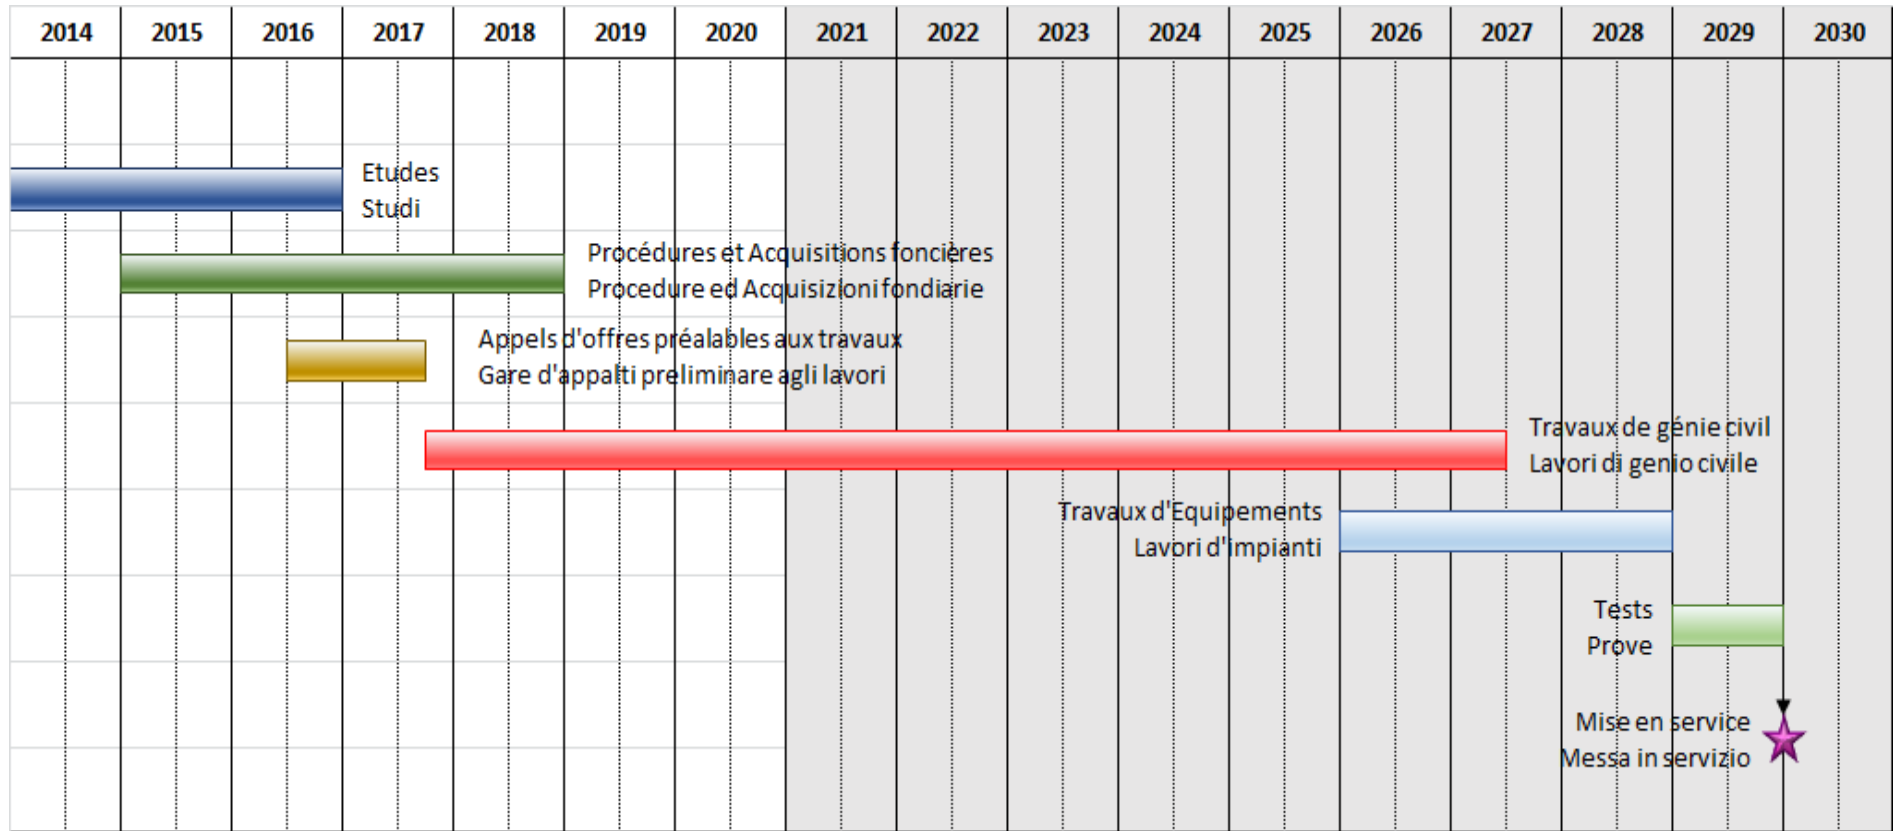 2014 2015 2016 2017 2018 2019 2020 2021 2022 2023 2024 2025 2026 2027 2028 2029 2030
Etudes
Studi
Procédures et Acquisitions foncières
Procedure ed Acquisizioni fondiarie
Appels d'offres préalables aux travaux
Gare d'appalti preliminare agli lavori
Travaux de génie civil
Lavori di genio civile
Travaux d'Equipements
Lavori d'impianti
Tests
Prove
Mise en service
Messa in servizio